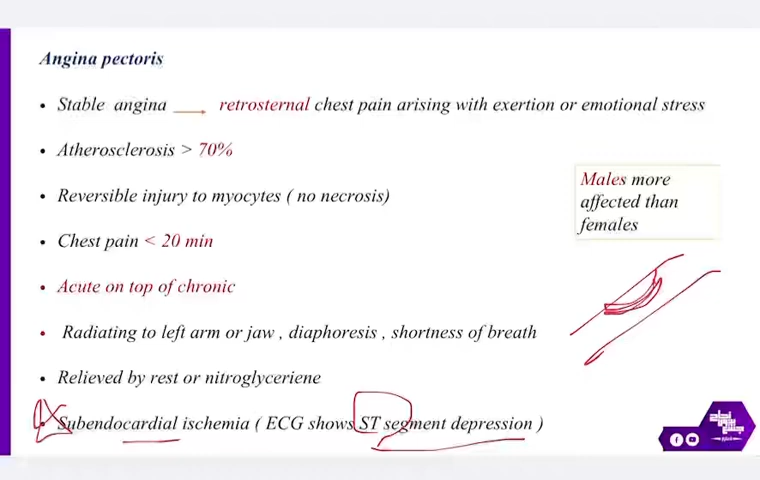 Angina pectoris
• Stable angina retrosternal chest pain arising with exertion or emotional stress
• Atherosclerosis > 70%
• Reversible injury to myocytes ( no necrosis)
Males more
affected than
females
• Chest pain < 20 min
• Acute on top of chronic
• Radiating to left arm or jaw , diaphoresis , shortness of breath
• Relieved by rest or nitroglyceriene
• Subendocardial ischemia ( ECG shows ST segment depression )